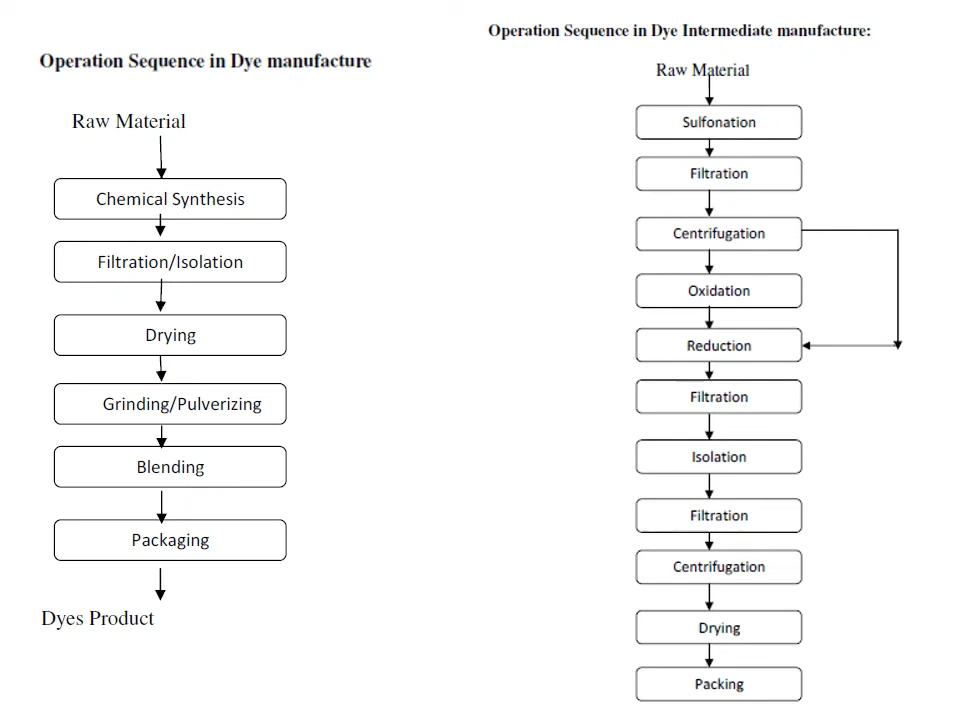 Operation Sequence in Dye manufacture
Raw Material
Chemical Synthesis
Filtration/Isolation
Drying
Grinding/Pulverizing
Blending
Packaging
Dyes Product
Operation Sequence in Dye Intermediate manufacture:
Raw Material
Sulfonation
Filtration
Centrifugation
Oxidation
Reduction
Filtration
Isolation
Filtration
Centrifugation
Drying
Packing